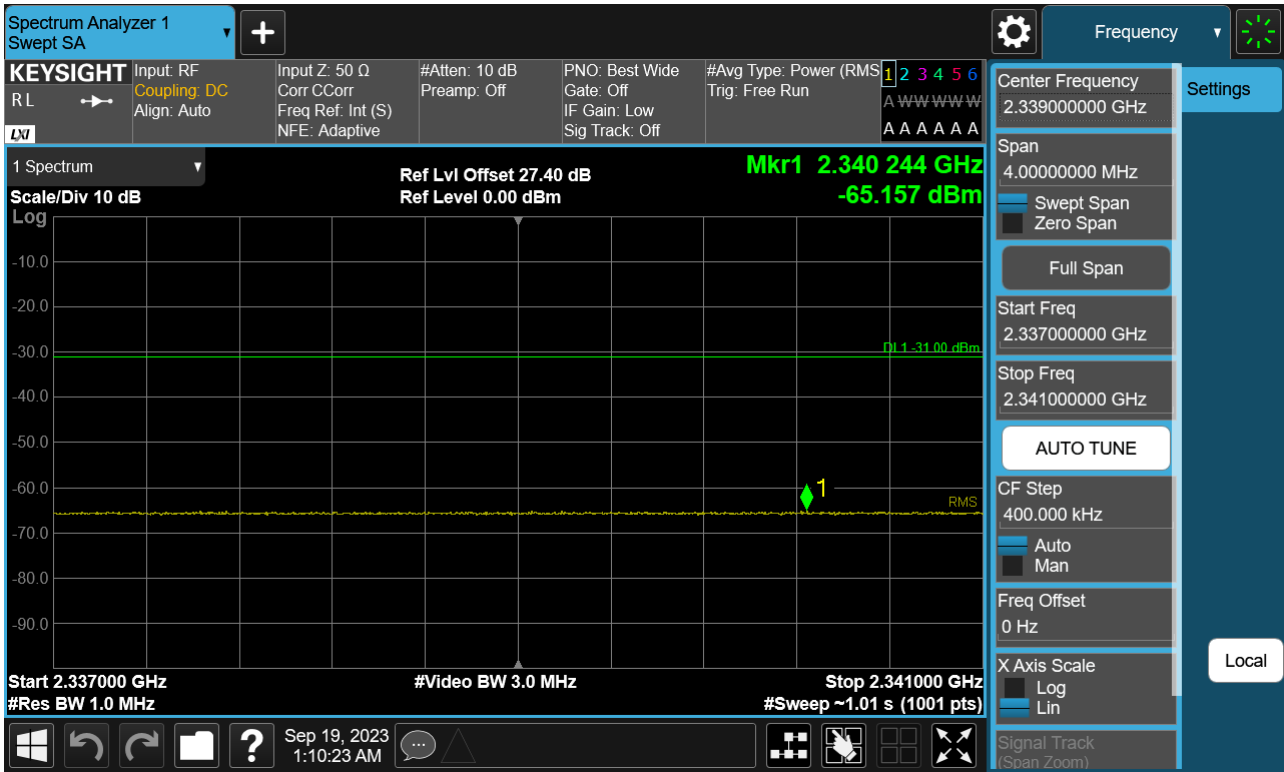 Spectrum Analyzer 1
Swept SA
+
Frequency
KEYSIGHT
R L
LXI
Input: RF
Coupling: DC
Align: Auto
Input Z: 50 Ω
Corr CCorr
Freq Ref: Int (S)
NFE: Adaptive
#Atten: 10 dB
Preamp: Off
PNO: Best Wide
Gate: Off
IF Gain: Low
Sig Track: Off
#Avg Type: Power (RMS
Trig: Free Run
1 2 3 4 5 6
A W W W W W
A A A A A A
1 Spectrum
Scale/Div 10 dB
Log
Ref Lvl Offset 27.40 dB
Ref Level 0.00 dBm
Mkr1 2.340 244 GHz
-65.157 dBm
-10.0
-20.0
-30.0
DL1 -31.00 dBm
-40.0
-50.0
-60.0
1
RMS
-70.0
-80.0
-90.0
Start 2.337000 GHz
#Video BW 3.0 MHz
Stop 2.341000 GHz
#Res BW 1.0 MHz
#Sweep ~1.01 s (1001 pts)
Center Frequency
2.339000000 GHz
Settings
Span
4.00000000 MHz
Swept Span
Zero Span
Full Span
Start Freq
2.337000000 GHz
Stop Freq
2.341000000 GHz
AUTO TUNE
CF Step
400.000 kHz
Auto
Man
Freq Offset
0 Hz
X Axis Scale
Log
Lin
Local
Signal Track
(Span Zoom)
?
Sep 19, 2023
1:10:23 AM